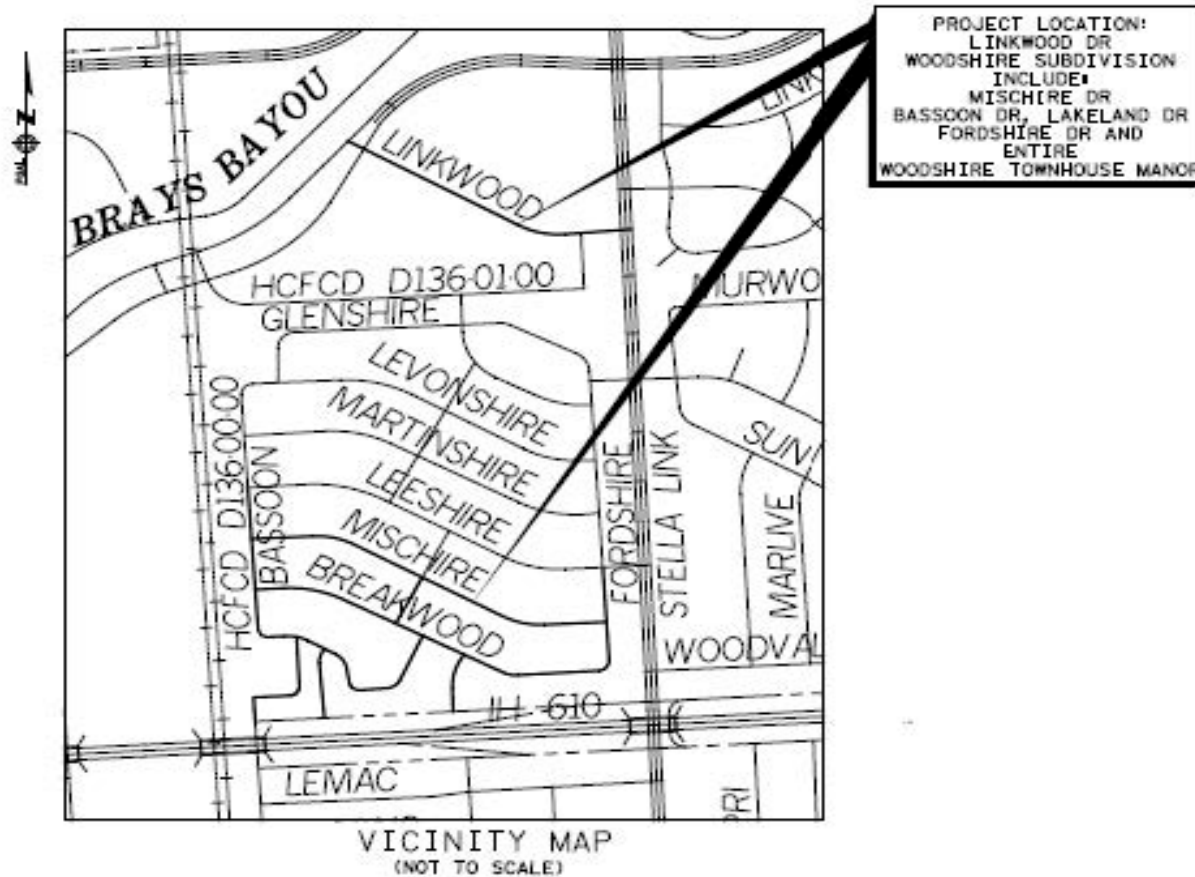 PROJECT LOCATION:
LINKWOOD DR
WOODSHIRE SUBDIVISION
INCLUDE:
MISCHIRE DR
BASSOON DR, LAKELAND DR
FORDSHIRE DR AND
ENTIRE
WOODSHIRE TOWNHOUSE MANOR
N
BRAYS BAYOU
LINKWOOD
LINK
HCFCD D136-01-00
MURWO
GLENSHIRE
LEVONSHIRE
MARTINSHIRE
LEESHIRE
MISCHIRE
BREAKWOOD
HCFCD D136-00-00
BASSOON
FORDSHIRE
STELLA LINK
SUN
MARLIVE
WOODVAL
IH 610
LEMAC
PRI
VICINITY MAP
(NOT TO SCALE)